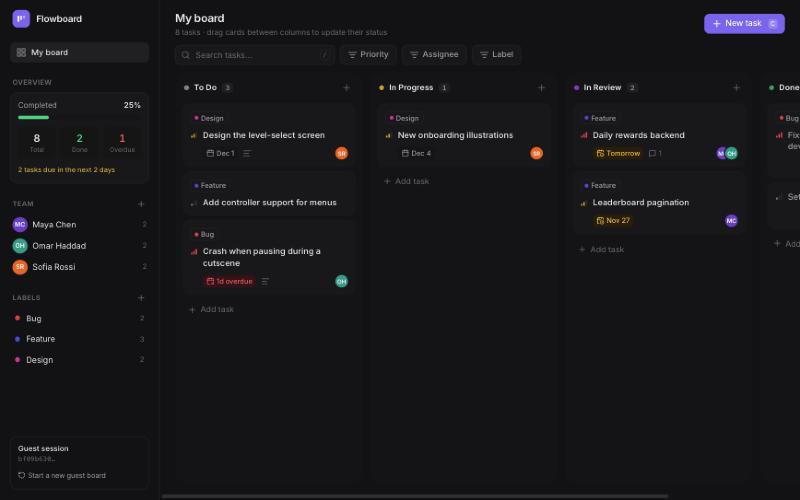 Flowboard
My board
OVERVIEW
Completed 25%
8 2 1
Total Done Overdue
2 tasks due in the next 2 days
TEAM
MC Maya Chen 2
OH Omar Haddad 2
SR Sofia Rossi 2
LABELS
Bug 2
Feature 3
Design 2
Guest session
Start a new guest board
My board
8 tasks · drag cards between columns to update their status
New task C
Search tasks... /
Priority
Assignee
Label
To Do 3
Design
Design the level-select screen
Dec 1 SR
Feature
Add controller support for menus
Bug
Crash when pausing during a
cutscene
1d overdue OH
Add task
In Progress 1
Design
New onboarding illustrations
Dec 4 SR
Add task
In Review 2
Feature
Daily rewards backend
Tomorrow 1 OH
Feature
Leaderboard pagination
Nov 27 MC
Add task
Done
Bug